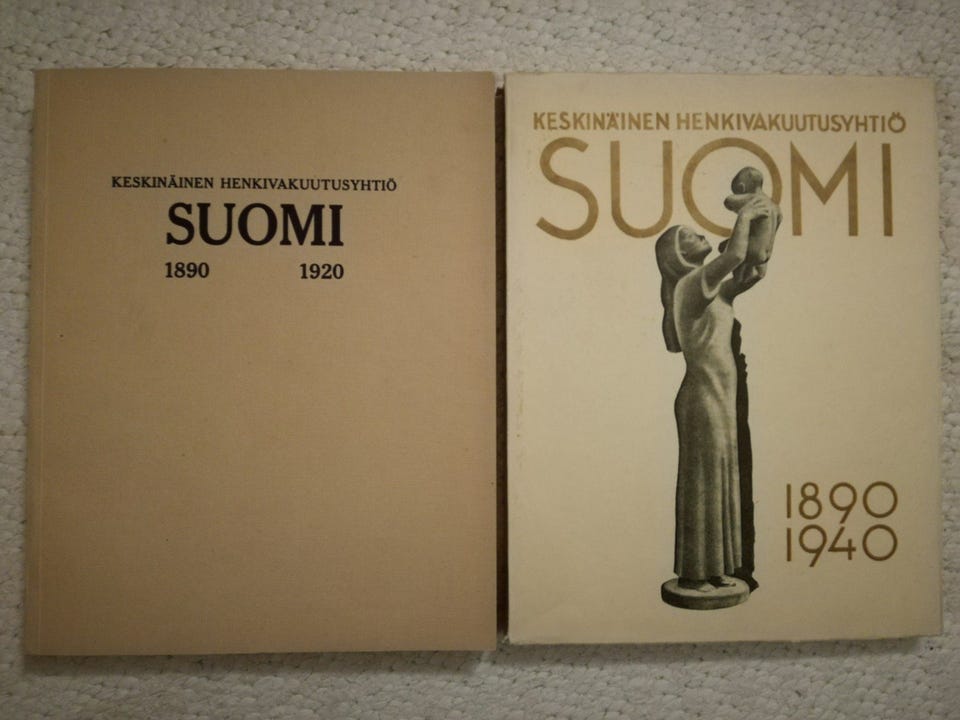 KESKINÄINEN HENKIVAKUUTUSYHTIÖ
SUOMI
1890 1920
KESKINÄINEN HENKIVAKUUTUSYHTIÖ
SUOMI
1890
1940